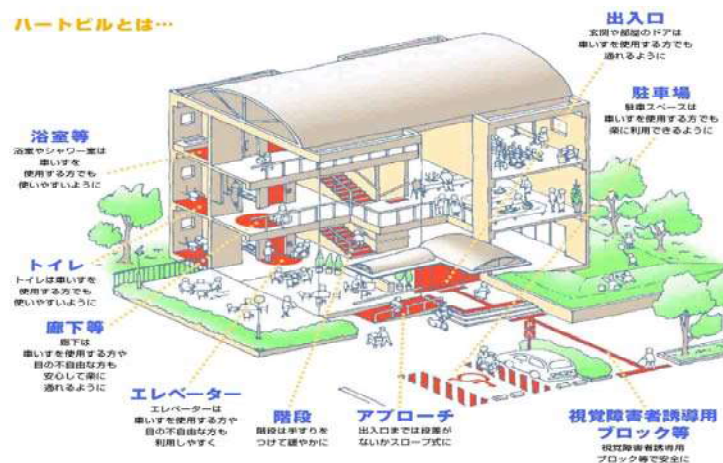 ハートビルとは…
出入口
玄関や部屋のドアは
車いすを使用する方でも
通れるように
駐車場
駐車スペースは
車いすを使用する方でも
楽に利用できるように
浴室等
浴室やシャワー室は
車いすを
使用する方でも
使いやすいように
トイレ
トイレは車いすを
使用する方でも
使いやすいように
廊下等
廊下は
車いすを使用する方や
目の不自由な方も
安心して楽に
通れるように
エレベーター
エレベーターは
車いすを使用する方や
目の不自由な方も
利用しやすく
階段
階段は手すりを
つけて緩やかに
アプローチ
出入口までは段差が
ないかスロープ式に
視覚障害者誘導用
ブロック等
視覚障害者誘導用
ブロック等で安全に